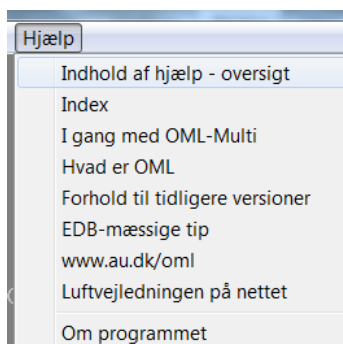 Hjælp
Indhold af hjælp - oversigt
Index
I gang med OML-Multi
Hvad er OML
Forhold til tidligere versioner
EDB-mæssige tip
www.au.dk/oml
Luftvejledningen på nettet
Om programmet